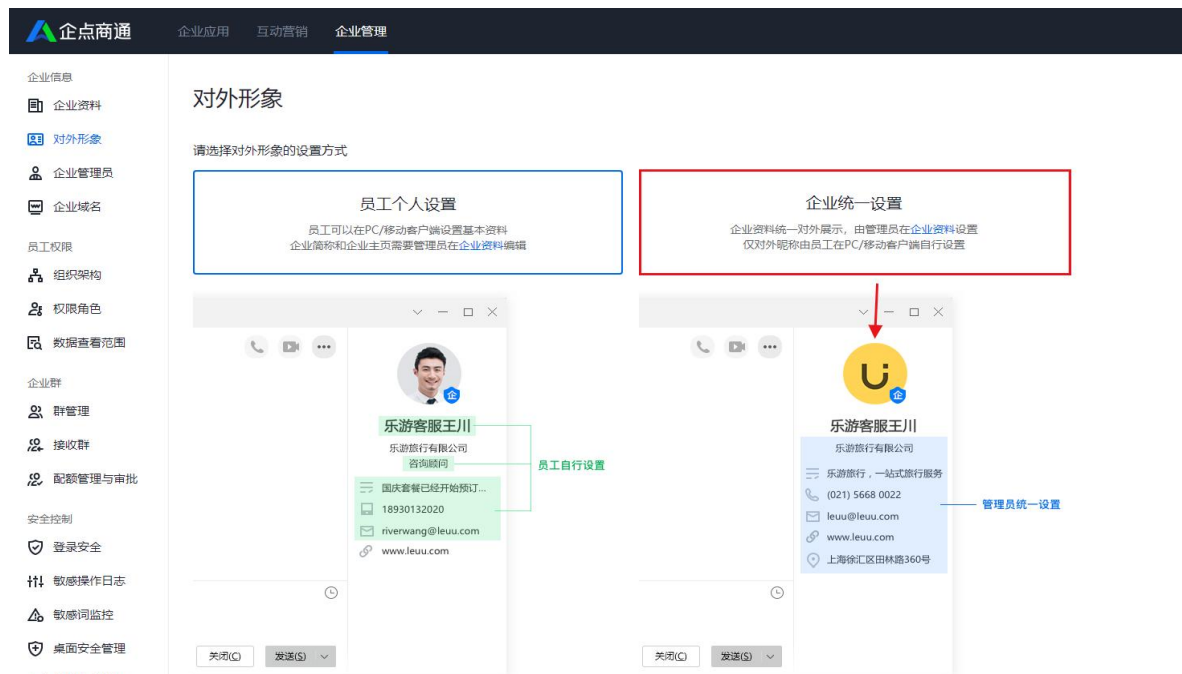 企点商通
企业应用
互动营销
企业管理
企业信息
企业资料
对外形象
企业管理员
企业域名
员工权限
组织架构
权限角色
数据查看范围
企业群
群管理
接收群
配额管理与审批
安全控制
登录安全
敏感操作日志
敏感词监控
桌面安全管理
对外形象
请选择对外形象的设置方式
员工个人设置
员工可以在PC/移动客户端设置基本资料
企业简称和企业主页需要管理员在企业资料编辑
企业统一设置
企业资料统一对外展示，由管理员在企业资料设置
仅对外昵称由员工在PC/移动客户端自行设置
企
乐游客服王川
乐游旅行有限公司
咨询顾问
国庆套餐已经开始预订...
18930132020
riverwang@leuu.com
www.leuu.com
员工自行设置
关闭(C)
发送(S)
企
乐游客服王川
乐游旅行有限公司
乐游旅行，一站式旅行服务
(021) 5668 0022
leuu@leuu.com
www.leuu.com
上海徐汇区田林路360号
管理员统一设置
关闭(C)
发送(S)